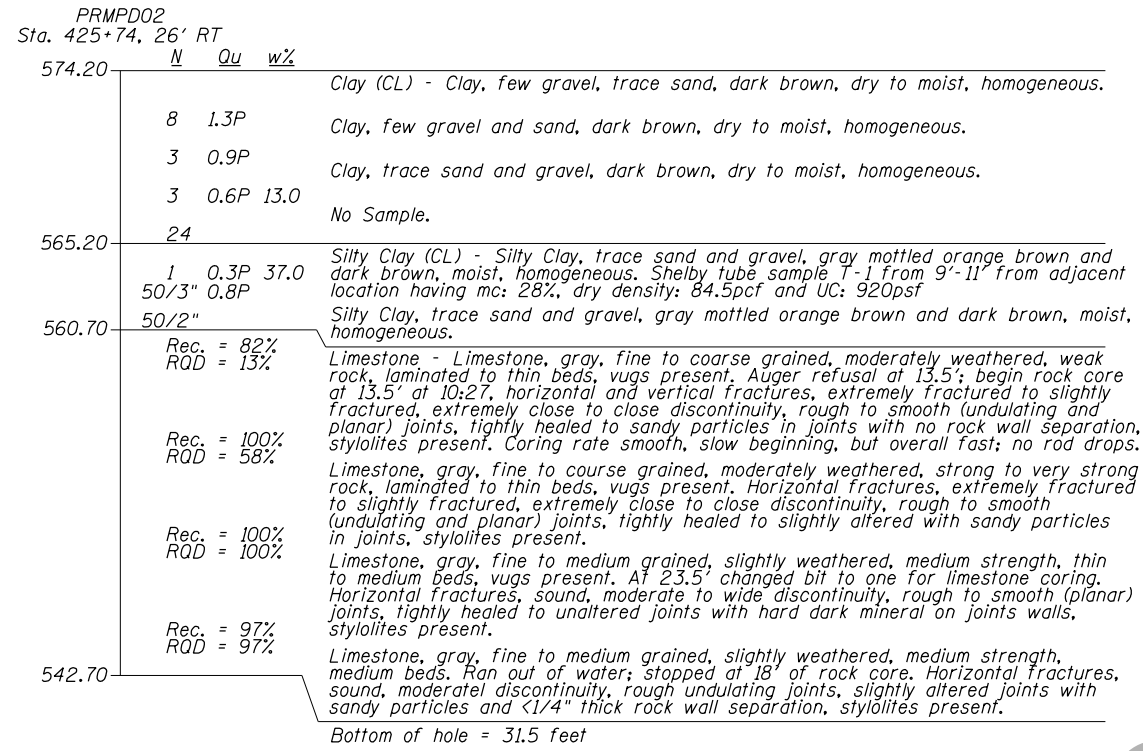 PRMPD02
Sta. 425+74, 26' RT
N Qu w%
574.20
Clay (CL) - Clay, few gravel, trace sand, dark brown, dry to moist, homogeneous.
8 1.3P
Clay, few gravel and sand, dark brown, dry to moist, homogeneous.
3 0.9P
Clay, trace sand and gravel, dark brown, dry to moist, homogeneous.
3 0.6P 13.0
No Sample.
24
565.20
Silty Clay (CL) - Silty Clay, trace sand and gravel, gray mottled orange brown and
1 0.3P 37.0 dark brown, moist, homogeneous. Shelby tube sample T-1 from 9'-11' from adjacent
50/3" 0.8P location having mc: 28%, dry density: 84.5pcf and UC: 920psf
50/2" Silty Clay, trace sand and gravel, gray mottled orange brown and dark brown, moist,
560.70 homogeneous.
Rec. = 82%
RQD = 13%
Limestone - Limestone, gray, fine to coarse grained, moderately weathered, weak
rock, laminated to thin beds, vugs present. Auger refusal at 13.5'; begin rock core
at 13.5' at 10:27, horizontal and vertical fractures, extremely fractured to slightly
fractured, extremely close to close discontinuity, rough to smooth (undulating and
planar) joints, tightly healed to sandy particles in joints with no rock wall separation,
stylolites present. Coring rate smooth, slow beginning, but overall fast; no rod drops.
Rec. = 100%
RQD = 58%
Limestone, gray, fine to course grained, moderately weathered, strong to very strong
rock, laminated to thin beds, vugs present. Horizontal fractures, extremely fractured
to slightly fractured, extremely close to close discontinuity, rough to smooth
(undulating and planar) joints, tightly healed to slightly altered with sandy particles
in joints, stylolites present.
Rec. = 100%
RQD = 100%
Limestone, gray, fine to medium grained, slightly weathered, medium strength, thin
to medium beds, vugs present. At 23.5' changed bit to one for limestone coring.
Horizontal fractures, sound, moderate to wide discontinuity, rough to smooth (planar)
joints, tightly healed to unaltered joints with hard dark mineral on joints walls,
stylolites present.
Rec. = 97%
RQD = 97%
Limestone, gray, fine to medium grained, slightly weathered, medium strength,
542.70 medium beds. Ran out of water; stopped at 18' of rock core. Horizontal fractures,
sound, moderatel discontinuity, rough undulating joints, slightly altered joints with
sandy particles and <1/4" thick rock wall separation, stylolites present.
Bottom of hole = 31.5 feet